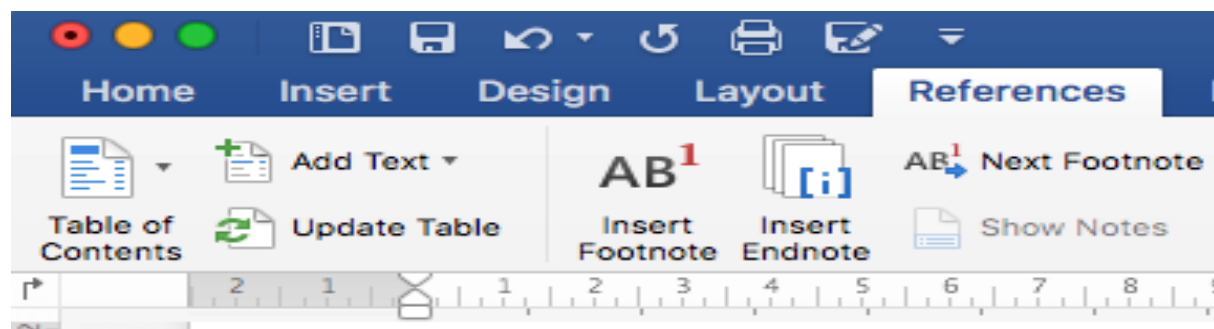 Home Insert Design Layout References
Add Text
AB1 [i] AB1 Next Footnote
Table of Contents
Update Table
Insert Footnote
Insert Endnote
Show Notes
2 1 1 2 3 4 5 6 7 8